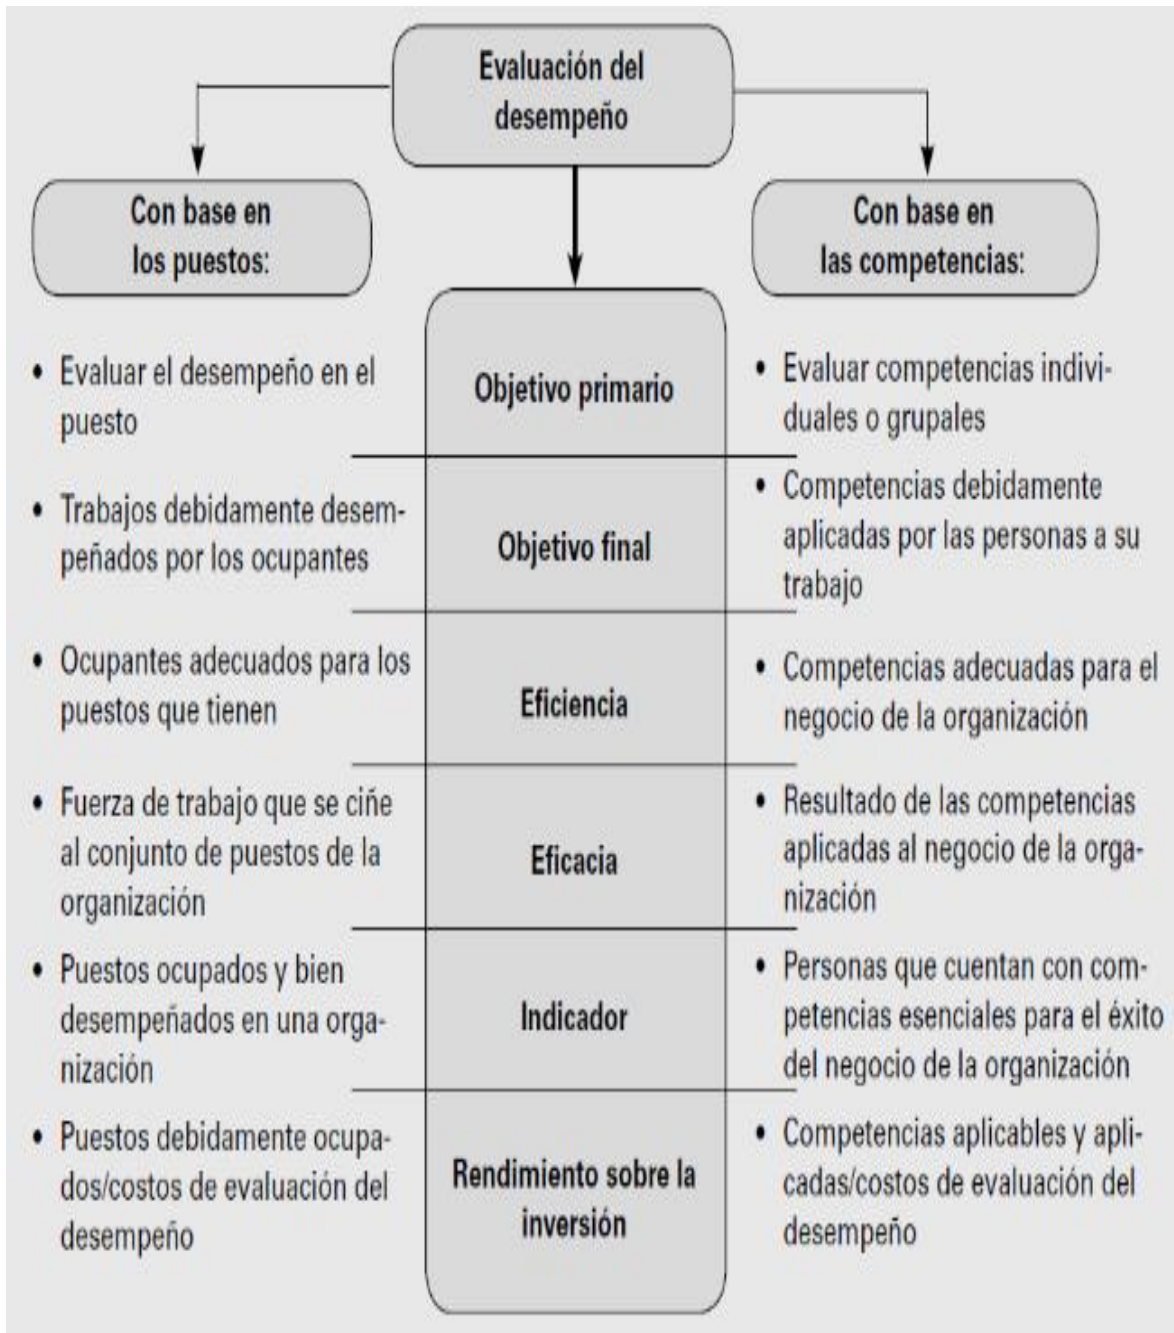 Evaluación del
desempeño
Con base en
los puestos:
Con base en
las competencias:
• Evaluar el desempeño en el
puesto
Objetivo primario
• Evaluar competencias indivi-
duales o grupales
• Trabajos debidamente desem-
peñados por los ocupantes
Objetivo final
• Competencias debidamente
aplicadas por las personas a su
trabajo
• Ocupantes adecuados para los
puestos que tienen
Eficiencia
• Competencias adecuadas para el
negocio de la organización
• Fuerza de trabajo que se ciñe
al conjunto de puestos de la
organización
Eficacia
• Resultado de las competencias
aplicadas al negocio de la orga-
nización
• Puestos ocupados y bien
desempeñados en una orga-
nización
Indicador
• Personas que cuentan con com-
petencias esenciales para el éxito
del negocio de la organización
• Puestos debidamente ocupa-
dos/costos de evaluación del
desempeño
Rendimiento sobre la
inversión
• Competencias aplicables y apli-
cadas/costos de evaluación del
desempeño